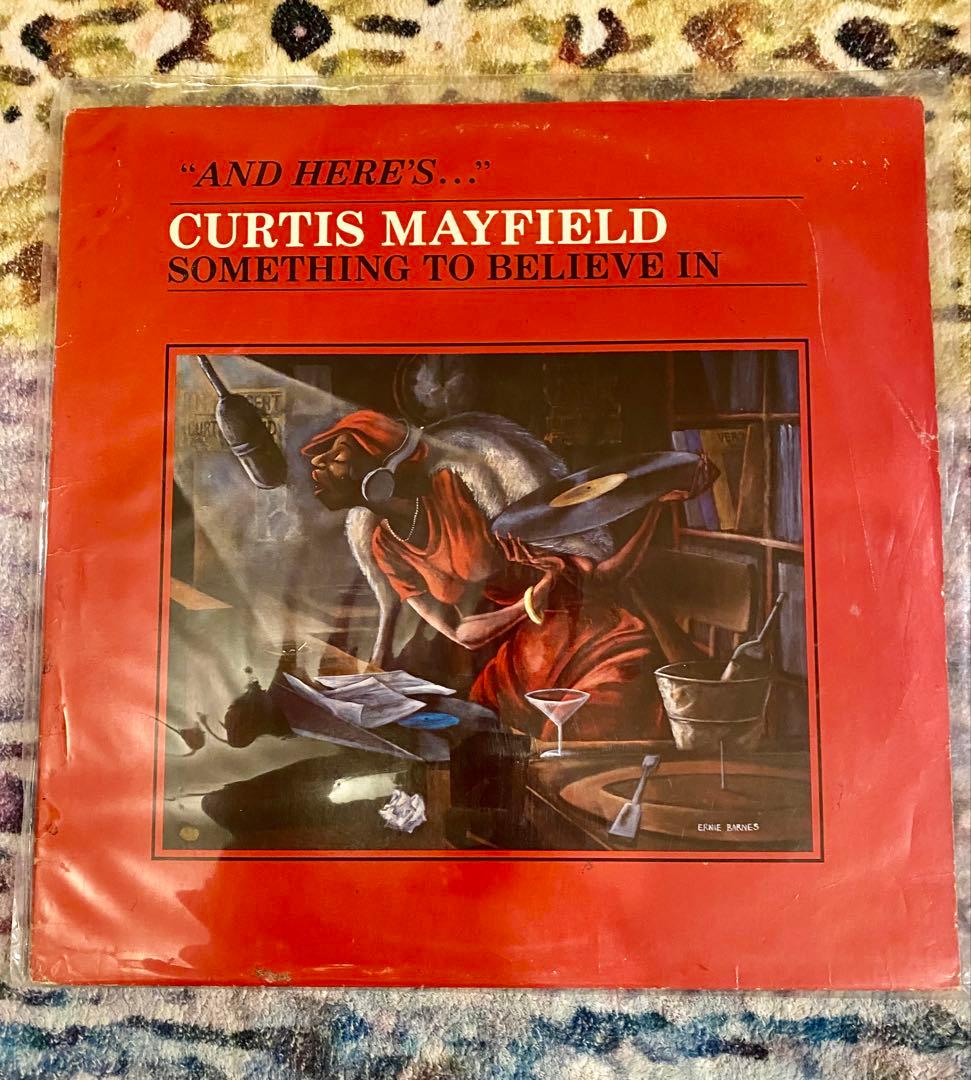 “AND HERE’S...”
CURTIS MAYFIELD
SOMETHING TO BELIEVE IN
ERNIE BARNES